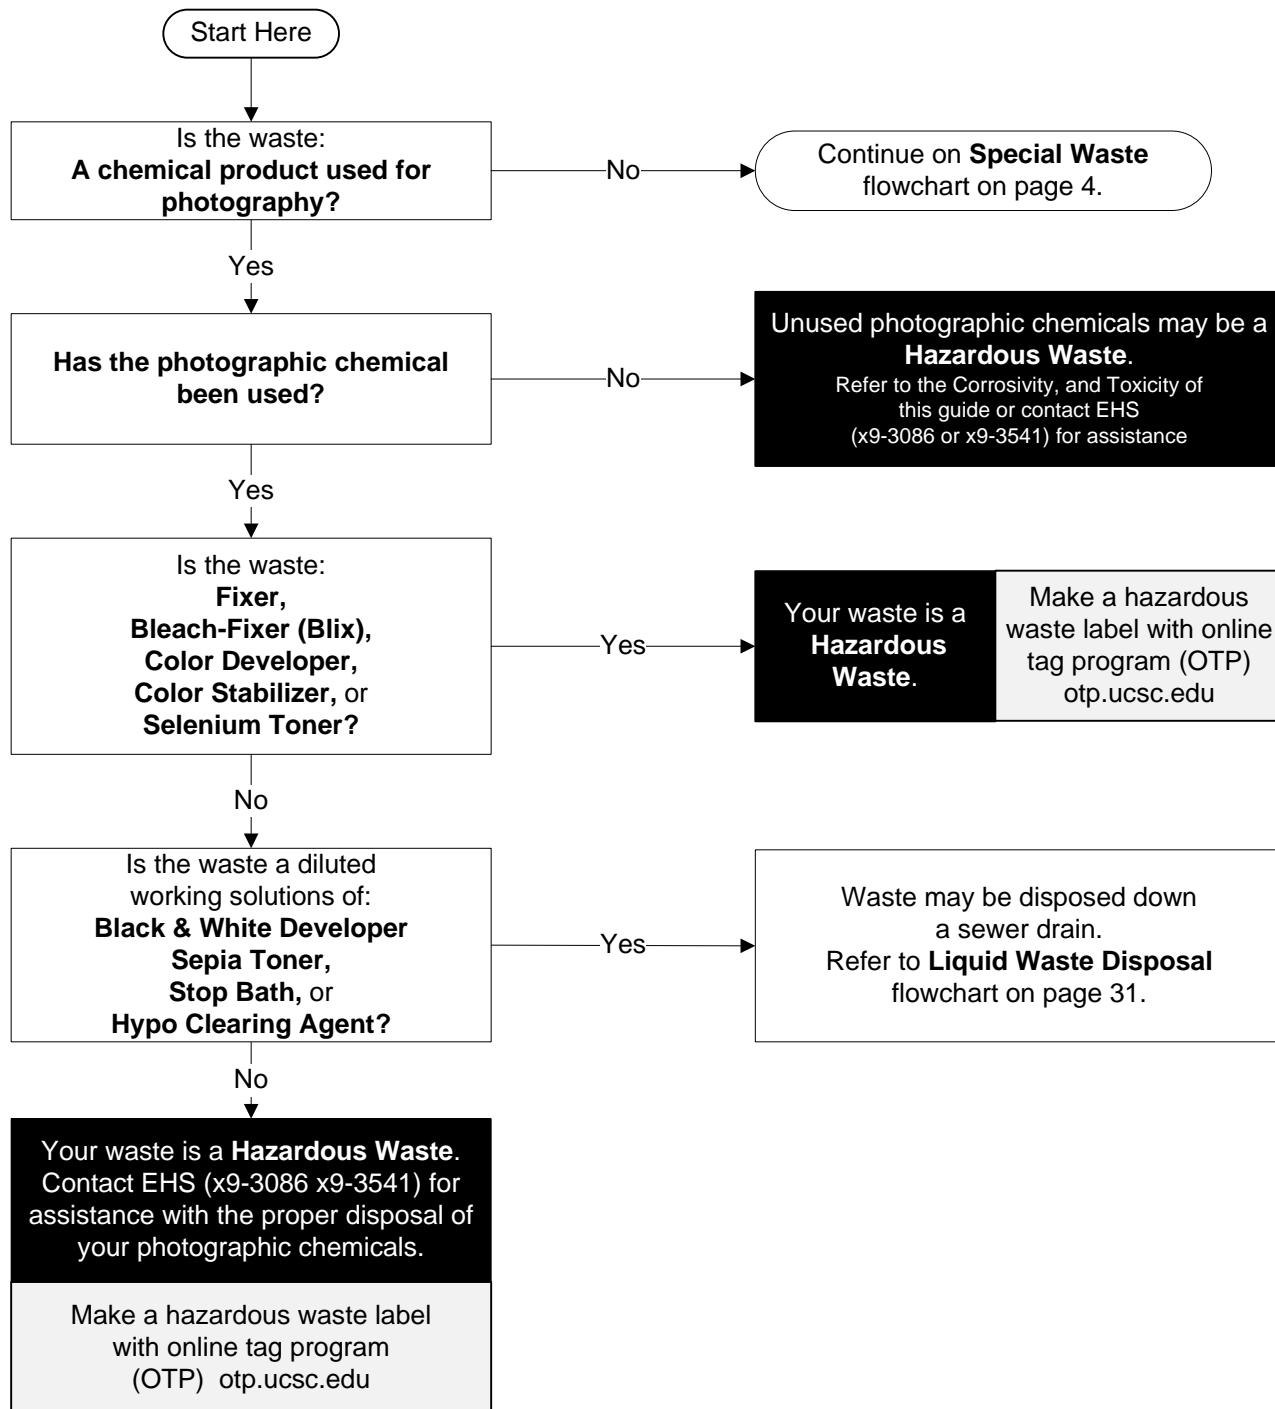 Start Here
Is the waste:
A chemical product used for
photography?
No
Continue on Special Waste
flowchart on page 4.
Yes
Has the photographic chemical
been used?
No
Unused photographic chemicals may be a
Hazardous Waste.
Refer to the Corrosivity, and Toxicity of
this guide or contact EHS
(x9-3086 or x9-3541) for assistance
Yes
Is the waste:
Fixer,
Bleach-Fixer (Blix),
Color Developer,
Color Stabilizer, or
Selenium Toner?
Yes
Your waste is a
Hazardous
Waste.
Make a hazardous
waste label with online
tag program (OTP)
otp.ucsc.edu
No
Is the waste a diluted
working solutions of:
Black & White Developer
Sepia Toner,
Stop Bath, or
Hypo Clearing Agent?
Yes
Waste may be disposed down
a sewer drain.
Refer to Liquid Waste Disposal
flowchart on page 31.
No
Your waste is a Hazardous Waste.
Contact EHS (x9-3086 x9-3541) for
assistance with the proper disposal of
your photographic chemicals.
Make a hazardous waste label
with online tag program
(OTP) otp.ucsc.edu